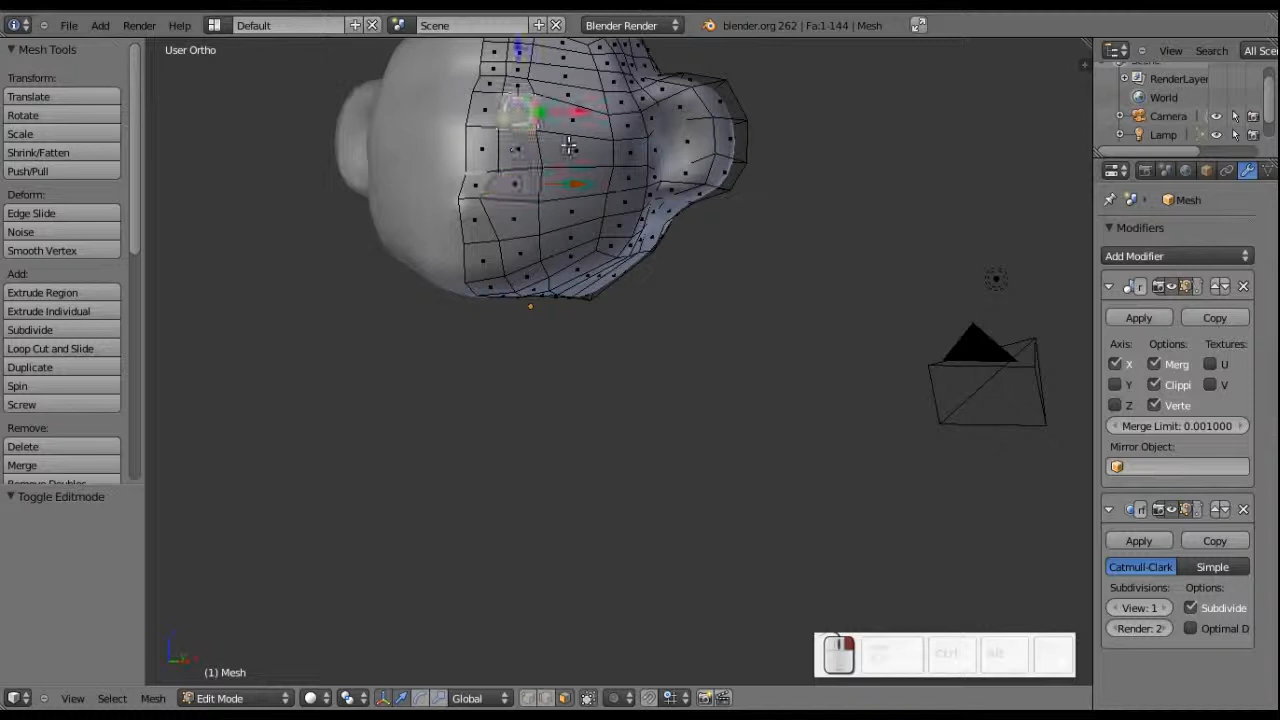 File Add Render Help Default Scene Blender Render blender.org 262 | Fa:1-144 | Mesh
Mesh Tools
User Ortho
View Search All Sce
Transform:
Translate
Rotate
Scale
Shrink/Fatten
Push/Pull
Deform:
Edge Slide
Noise
Smooth Vertex
Add:
Extrude Region
Extrude Individual
Subdivide
Loop Cut and Slide
Duplicate
Spin
Screw
Remove:
Delete
Merge
Toggle Editmode
RenderLayer
World
Camera
Lamp
Mesh
Modifiers
Add Modifier
Apply Copy
Axis: Options: Textures:
X Merg U
Y Clippi V
Z Verte
Merge Limit: 0.001000
Mirror Object:
Apply Copy
Catmull-Clark Simple
Subdivisions: Options:
View: 1 Subdivide
Render: 2 Optimal D
Ctrl Alt
(1) Mesh
View Select Mesh Edit Mode Global